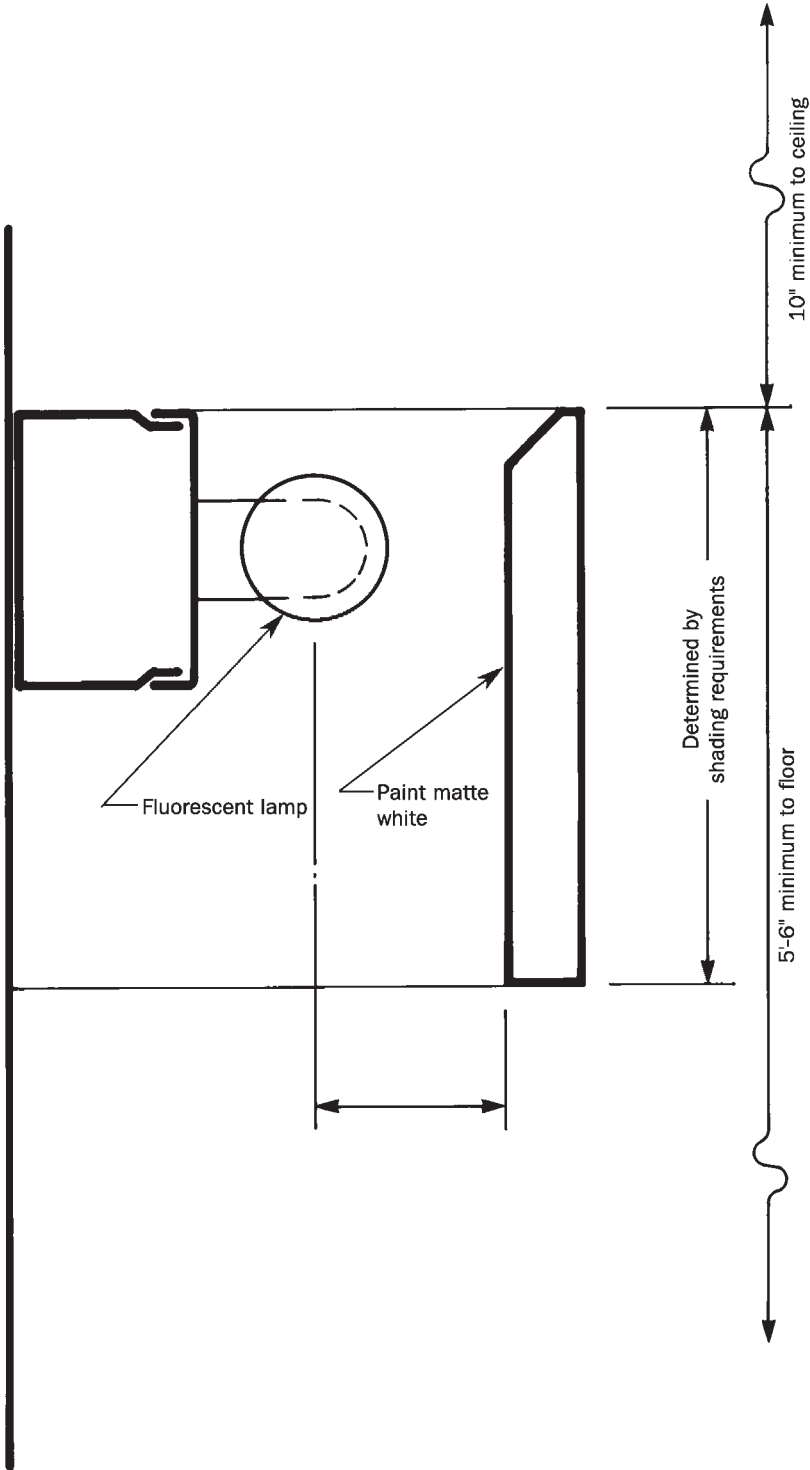 10" minimum to ceiling
Determined by
shading requirements
Fluorescent lamp
Paint matte
white
5'-6" minimum to floor